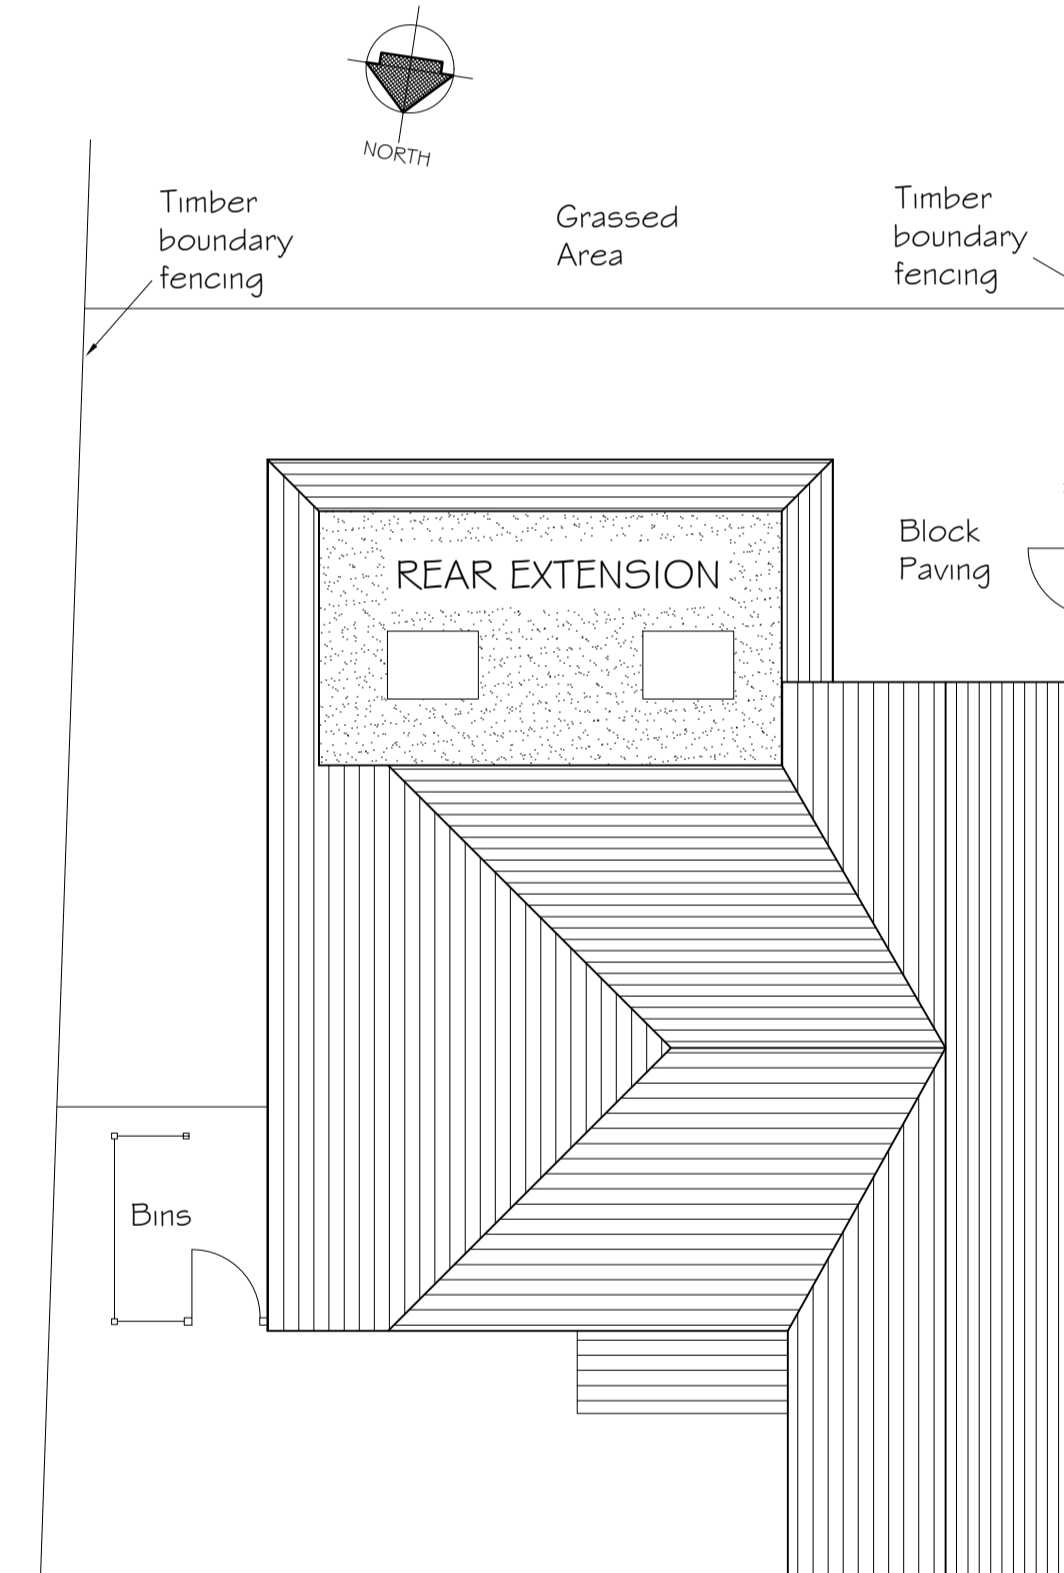 NORTH
Timber
boundary
fencing
Grassed
Area
Timber
boundary
fencing
REAR EXTENSION
Block
Paving
Bins